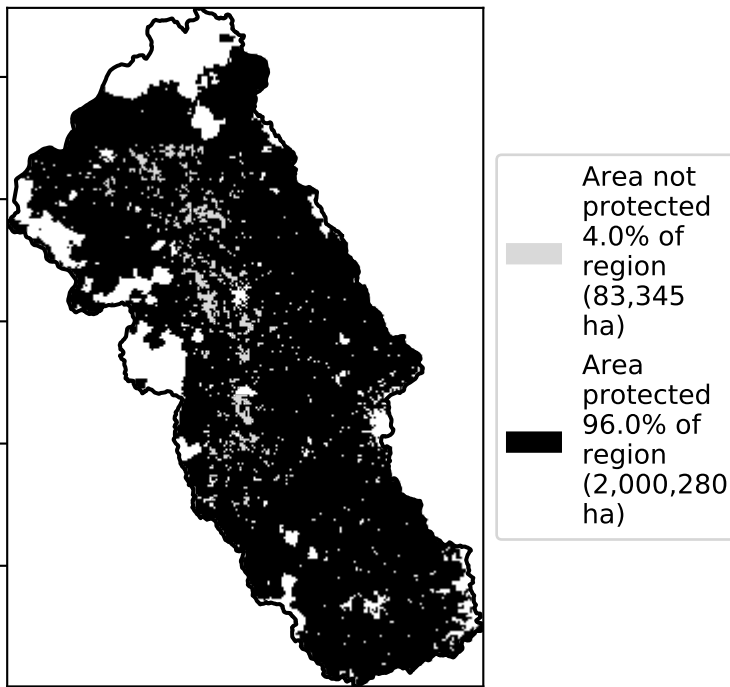 Area not
protected
4.0% of
region
(83,345
ha)
Area
protected
96.0% of
region
(2,000,280
ha)